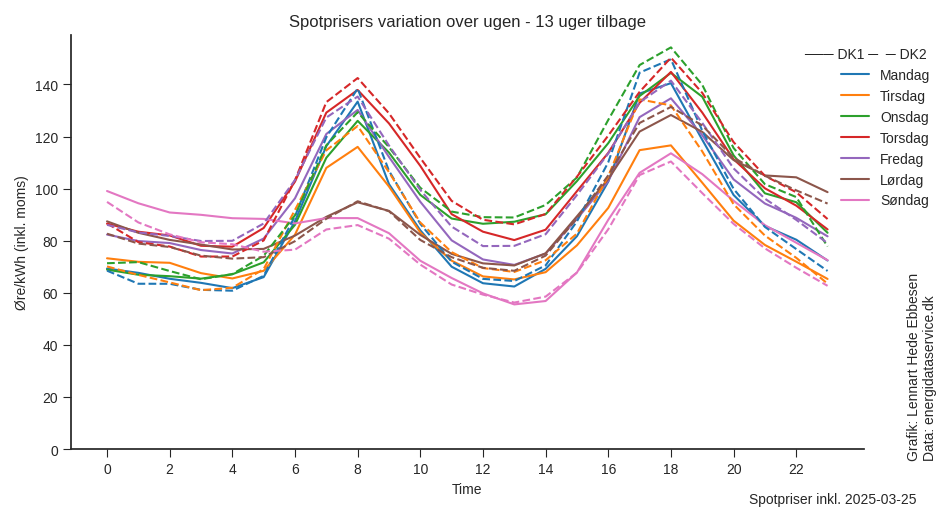 Spotprisers variation over ugen - 13 uger tilbage
Øre/kWh (inkl. moms)
140
120
100
80
60
40
20
0
0 2 4 6 8 10 12 14 16 18 20 22
Time
DK1 DK2
Mandag
Tirsdag
Onsdag
Torsdag
Fredag
Lørdag
Søndag
Grafik: Lennart Hede Ebbesen
Data: energidataservice.dk
Spotpriser inkl. 2025-03-25